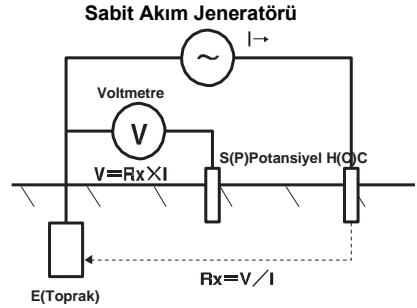 Sabit Akım Jeneratörü
I→
~
Voltmetre
V
S(P)Potansiyel H(C)C
V=Rx×I
Rx=V/I
E(Toprak)